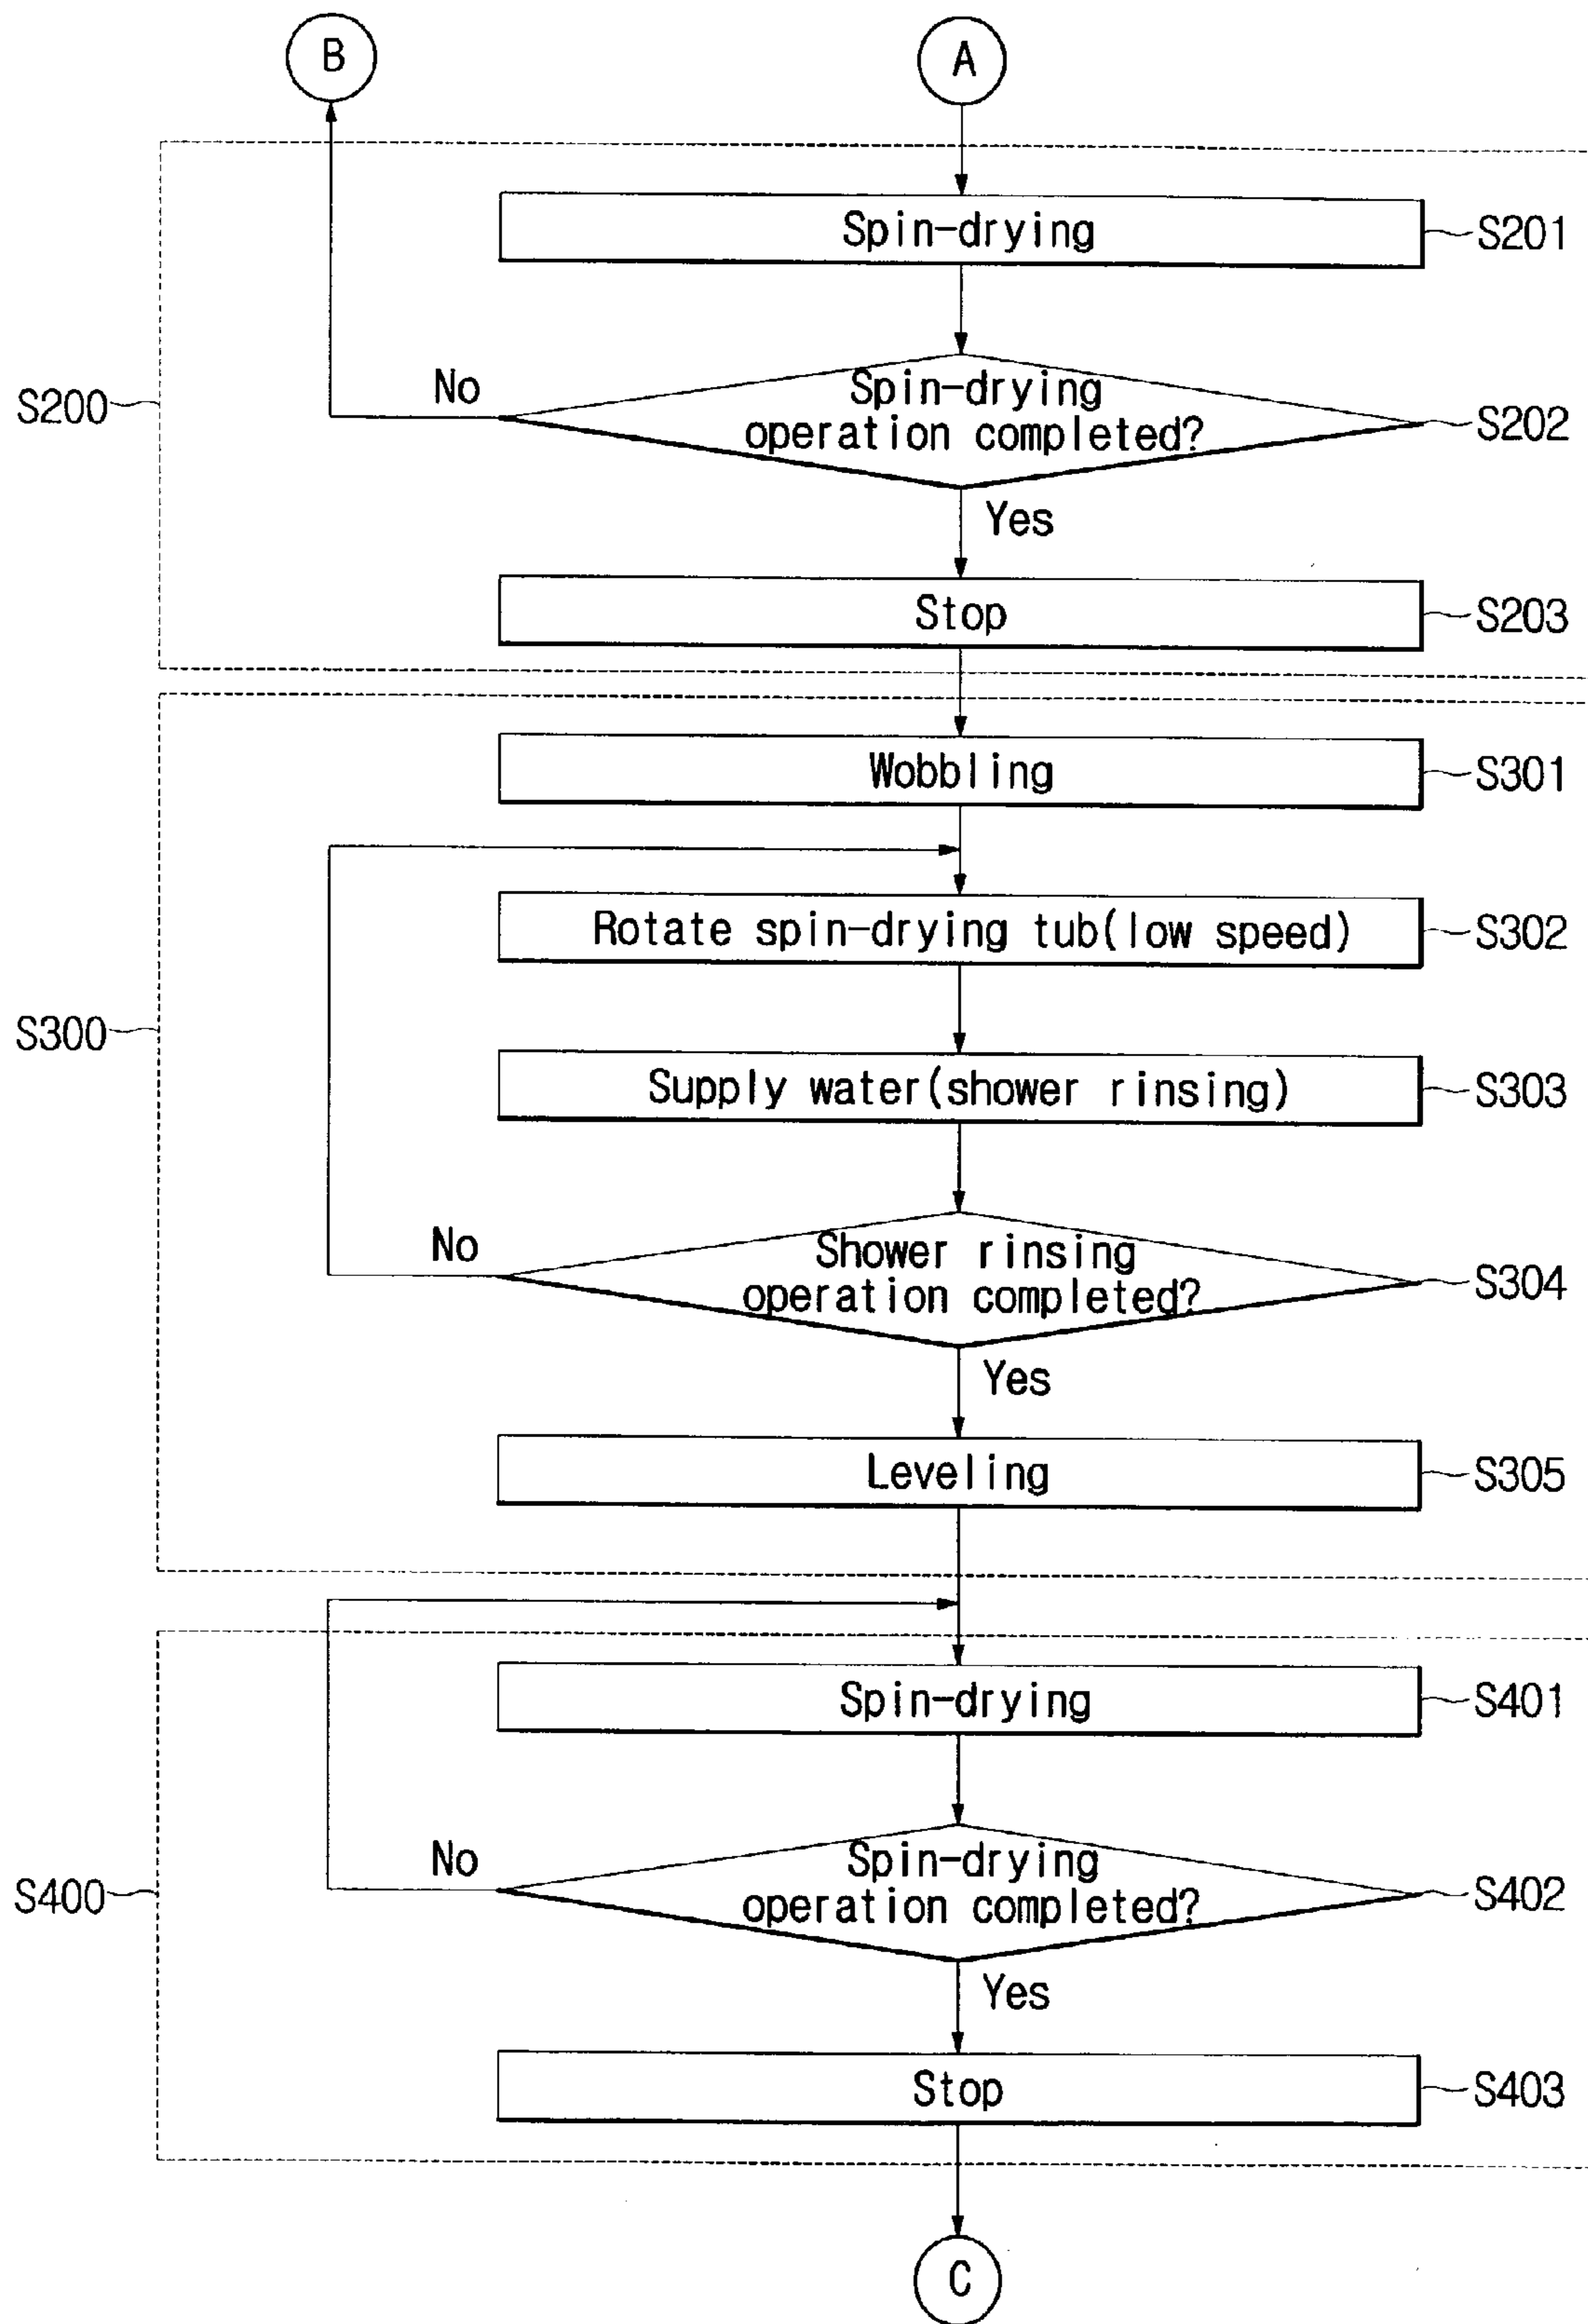 B
A
Spin-drying
S201
No
Spin-drying
operation completed?
S202
S200
Yes
Stop
S203
Wobbling
S301
Rotate spin-drying tub(low speed)
S302
S300
Supply water(shower rinsing)
S303
No
Shower rinsing
operation completed?
S304
Yes
Leveling
S305
Spin-drying
S401
No
Spin-drying
operation completed?
S402
S400
Yes
Stop
S403
C